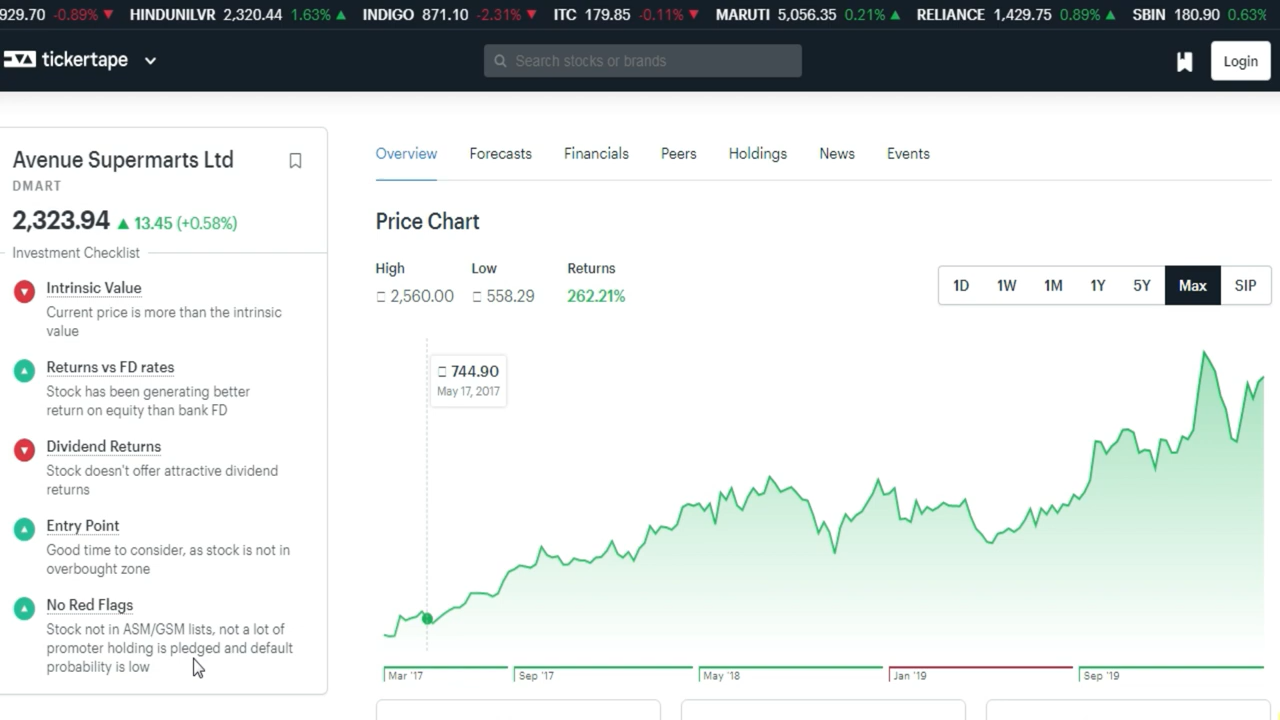 929.70 -0.89% ▼ HINDUNILVR 2,320.44 1.63% ▲ INDIGO 871.10 -2.31% ▼ ITC 179.85 -0.11% ▼ MARUTI 5,056.35 0.21% ▲ RELIANCE 1,429.75 0.89% ▲ SBIN 180.90 0.63%
tickertape
Search stocks or brands
Login
Avenue Supermarts Ltd
DMART
2,323.94 ▲ 13.45 (+0.58%)
Investment Checklist
Intrinsic Value
Current price is more than the intrinsic
value
Returns vs FD rates
Stock has been generating better
return on equity than bank FD
Dividend Returns
Stock doesn't offer attractive dividend
returns
Entry Point
Good time to consider, as stock is not in
overbought zone
No Red Flags
Stock not in ASM/GSM lists, not a lot of
promoter holding is pledged and default
probability is low
Overview Forecasts Financials Peers Holdings News Events
Price Chart
High Low Returns
2,560.00 558.29 262.21%
1D 1W 1M 1Y 5Y Max SIP
744.90
May 17, 2017
Mar '17 Sep '17 May '18 Jan '19 Sep '19